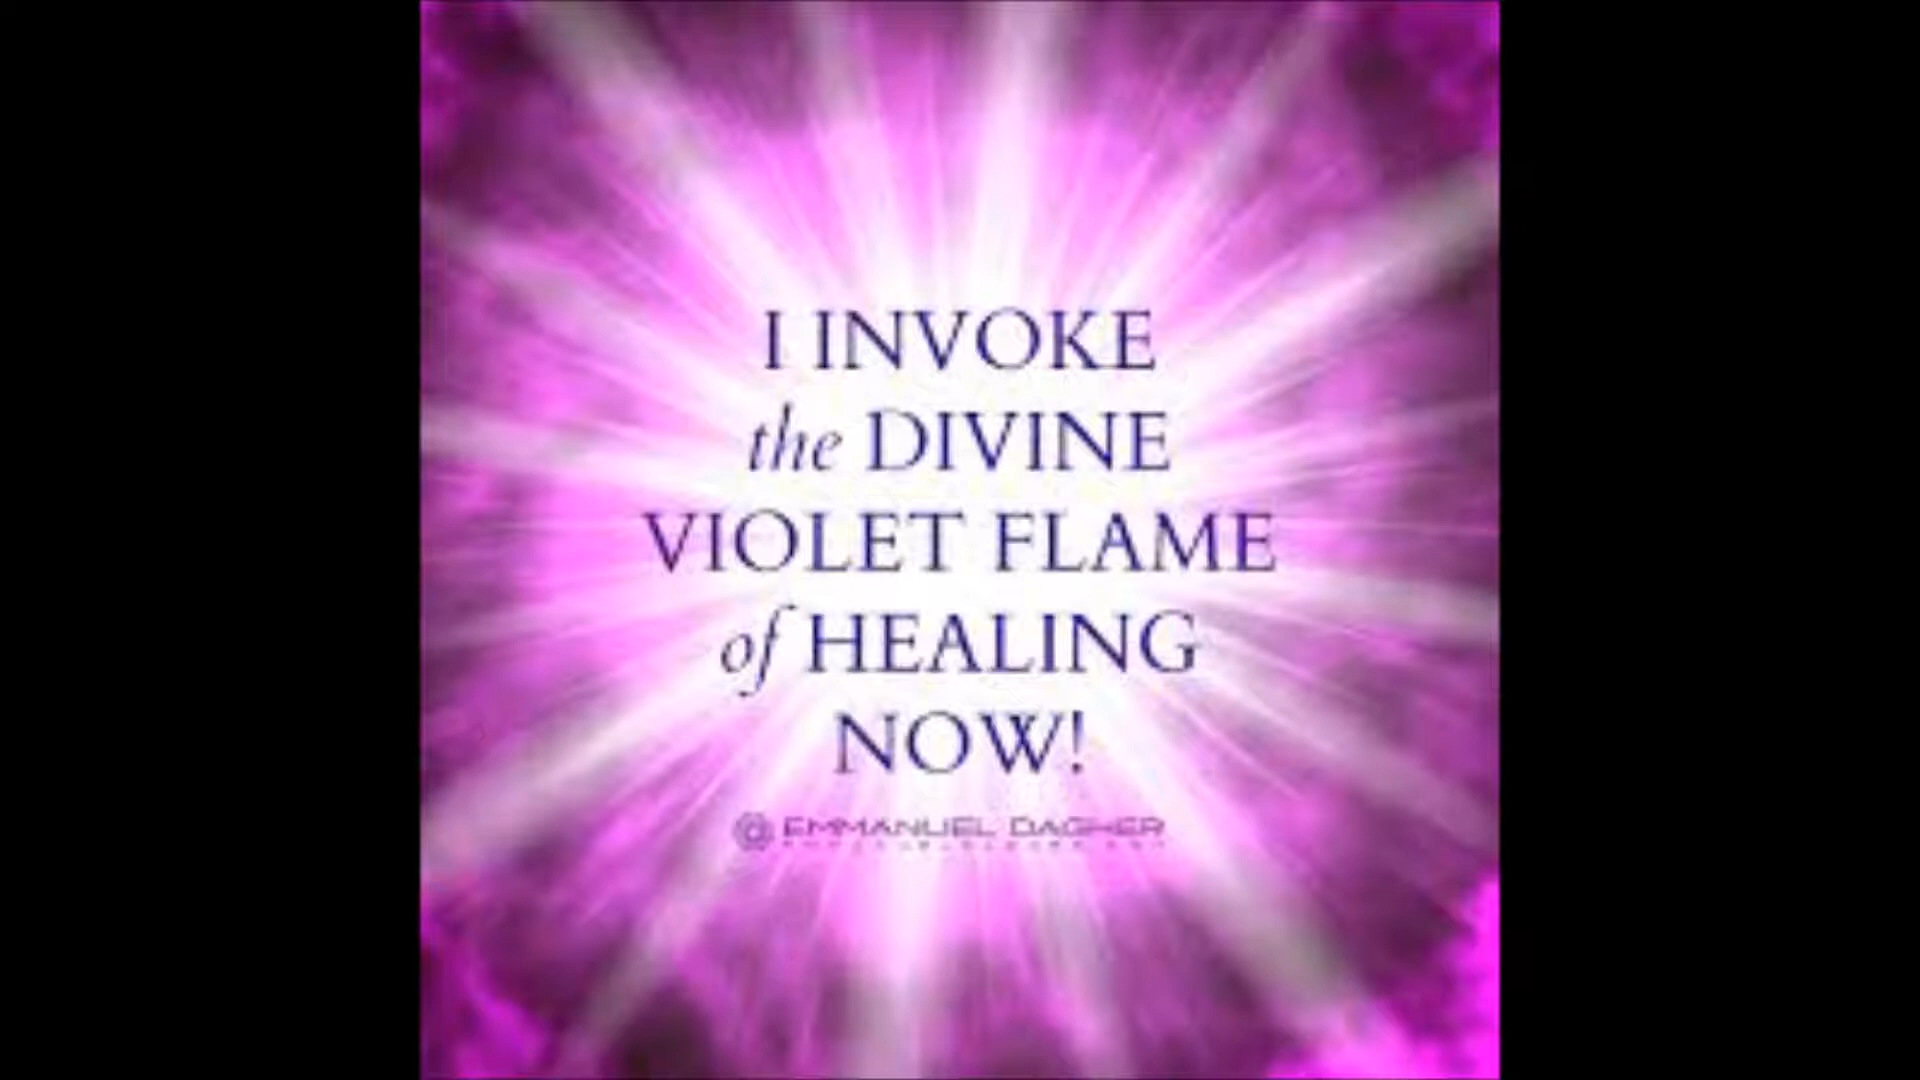 I INVOKE
the DIVINE
VIOLET FLAME
of HEALING
NOW!
EMMANUEL DAGHER